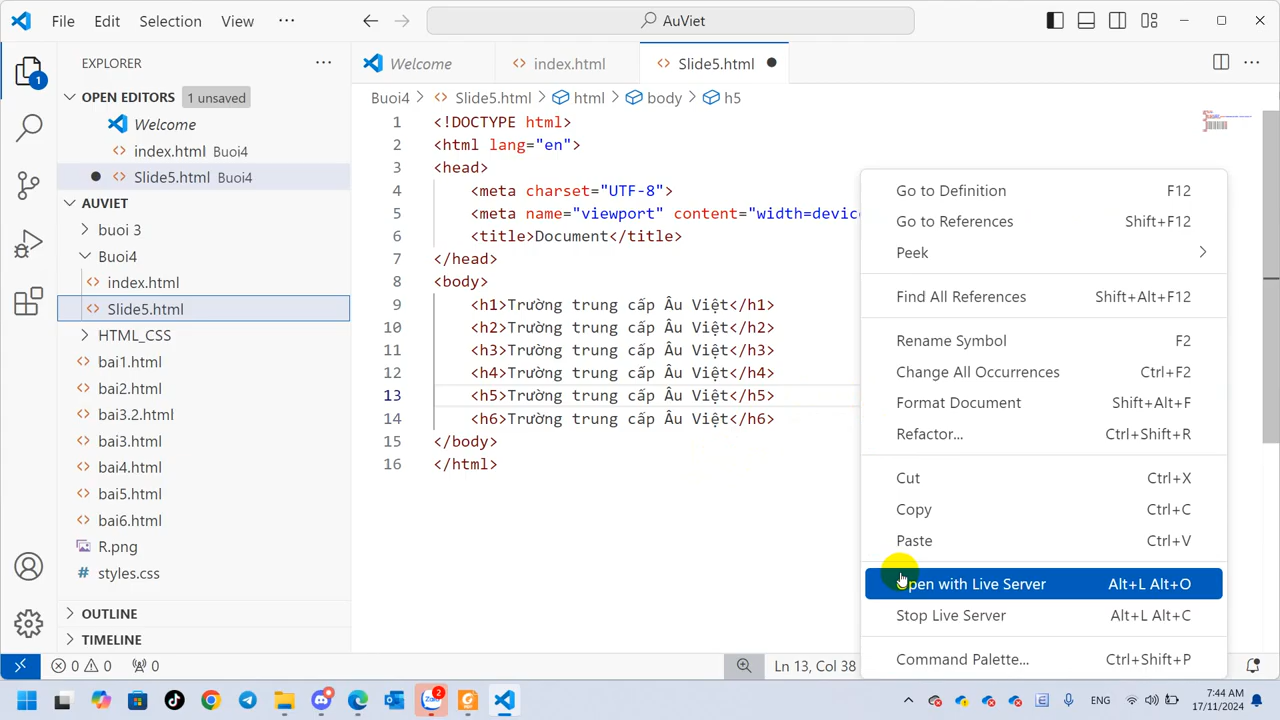 File Edit Selection View ··· AuViet
EXPLORER ···
OPEN EDITORS 1 unsaved
Welcome
index.html Buoi4
Slide5.html Buoi4
AUVIET
buoi 3
Buoi4
index.html
Slide5.html
HTML_CSS
bai1.html
bai2.html
bai3.2.html
bai3.html
bai4.html
bai5.html
bai6.html
R.png
# styles.css
OUTLINE
TIMELINE
1
Welcome index.html Slide5.html
Buoi4 > Slide5.html > html > body > h5
1 <!DOCTYPE html>
2 <html lang="en">
3 <head>
4 <meta charset="UTF-8">
5 <meta name="viewport" content="width=device
6 <title>Document</title>
7 </head>
8 <body>
9 <h1>Trường trung cấp Âu Việt</h1>
10 <h2>Trường trung cấp Âu Việt</h2>
11 <h3>Trường trung cấp Âu Việt</h3>
12 <h4>Trường trung cấp Âu Việt</h4>
13 <h5>Trường trung cấp Âu Việt</h5>
14 <h6>Trường trung cấp Âu Việt</h6>
15 </body>
16 </html>
Go to Definition F12
Go to References Shift+F12
Peek
Find All References Shift+Alt+F12
Rename Symbol F2
Change All Occurrences Ctrl+F2
Format Document Shift+Alt+F
Refactor... Ctrl+Shift+R
Cut Ctrl+X
Copy Ctrl+C
Paste Ctrl+V
Open with Live Server Alt+L Alt+O
Stop Live Server Alt+L Alt+C
Command Palette... Ctrl+Shift+P
0 0 0 Ln 13, Col 38
Zalo 2 ENG 7:44 AM
17/11/2024